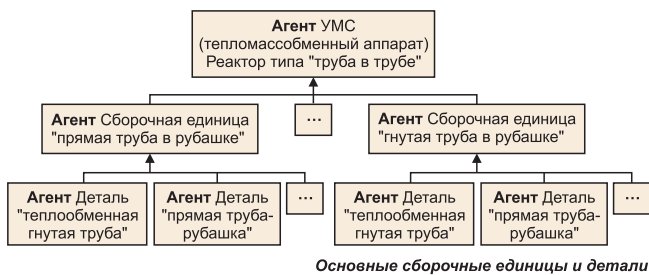 Агент УМС
(тепломассобменный аппарат)
Реактор типа "труба в трубе"
Агент Сборочная единица
"прямая труба в рубашке"
...
Агент Сборочная единица
"гнутая труба в рубашке"
Агент Деталь
"теплообменная
гнутая труба"
Агент Деталь
"прямая труба-
рубашка"
...
Агент Деталь
"теплообменная
гнутая труба"
Агент Деталь
"прямая труба-
рубашка"
...
Основные сборочные единицы и детали